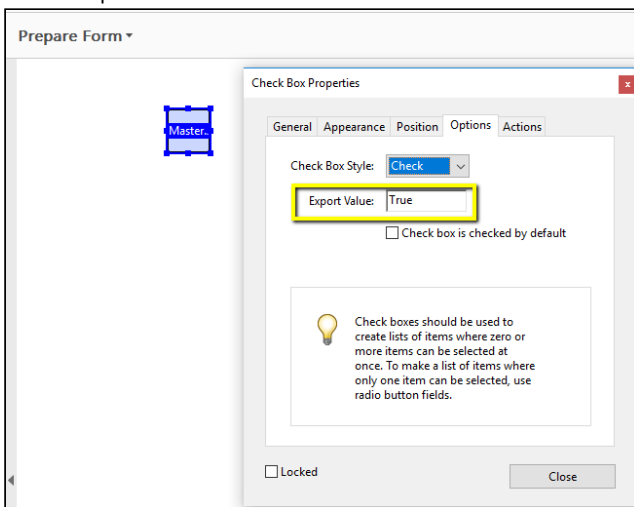 Prepare Form
Check Box Properties
x
Master..
General Appearance Position Options Actions
Check Box Style: Check
Export Value: True
Check box is checked by default
Check boxes should be used to
create lists of items where zero or
more items can be selected at
once. To make a list of items where
only one item can be selected, use
radio button fields.
Locked
Close